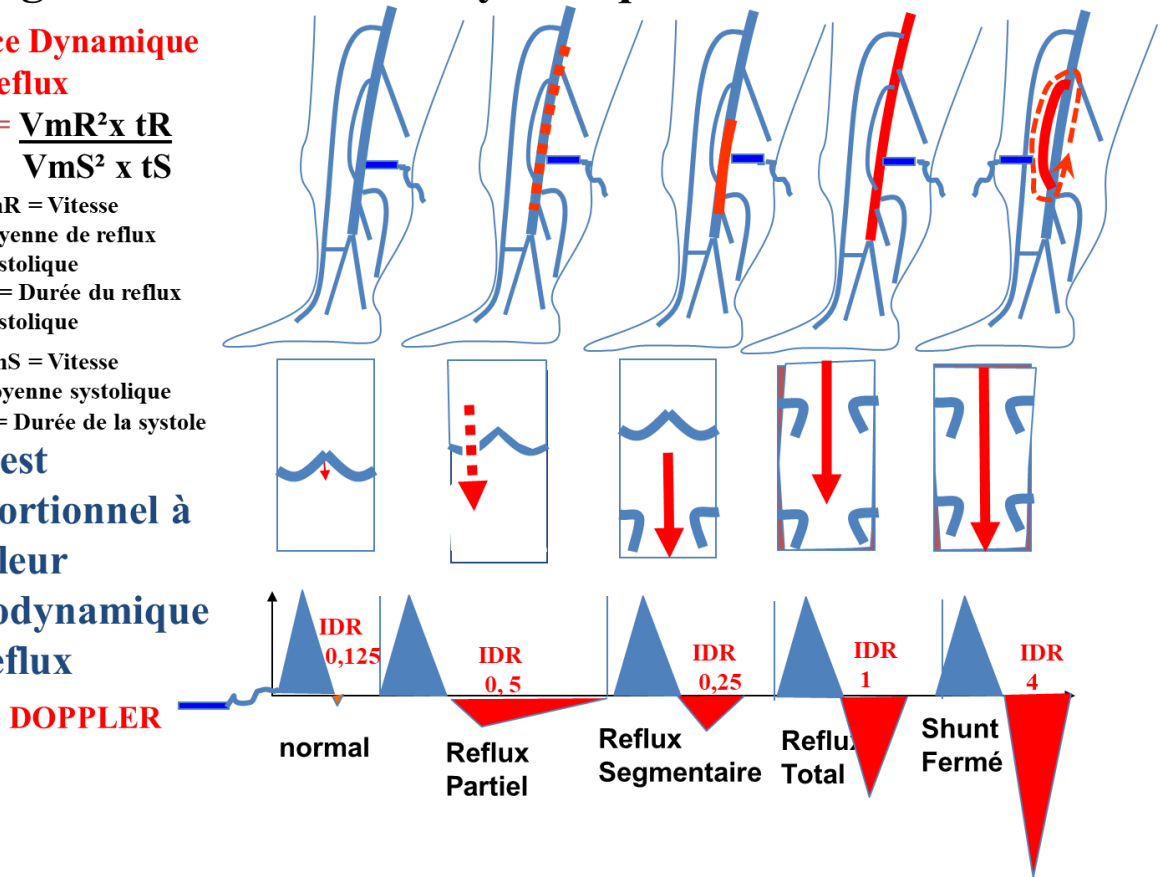 ce Dynamique
eflux
= VmR²x tR
VmS² x tS
nR = Vitesse
yenne de reflux
stolique
= Durée du reflux
stolique
nS = Vitesse
oyenne systolique
= Durée de la systole
est
ortionnel à
leur
odynamique
eflux
DOPPLER
IDR
0,125
IDR
0, 5
IDR
0,25
IDR
1
IDR
4
normal
Reflux
Partiel
Reflux
Segmentaire
Reflux
Total
Shunt
Fermé